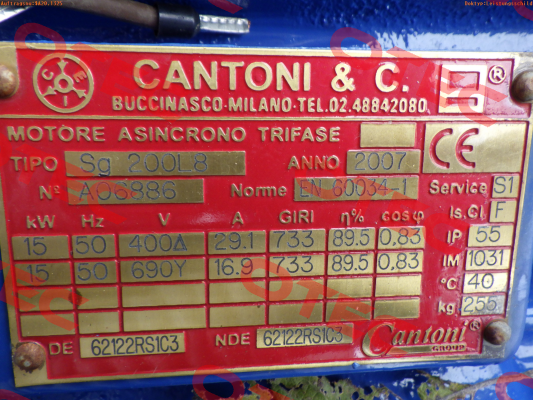 CANTONI & C. ®
BUCCINASCO-MILANO-TEL.02.48842080
MOTORE ASINCRONO TRIFASE CE
TIPO Sg 200L8 ANNO 2007
N° A06886 Norme EN 60034-1 Service S1
kW Hz V A GIRI η% cosφ Is.Cl F
15 50 400Δ 29.1 733 89.5 0,83 IP 55
15 50 690Y 16.9 733 89.5 0,83 IM 1031
°C 40
kg 255
DE 62122RS1C3 NDE 62122RS1C3 Cantoni ®
GROUP